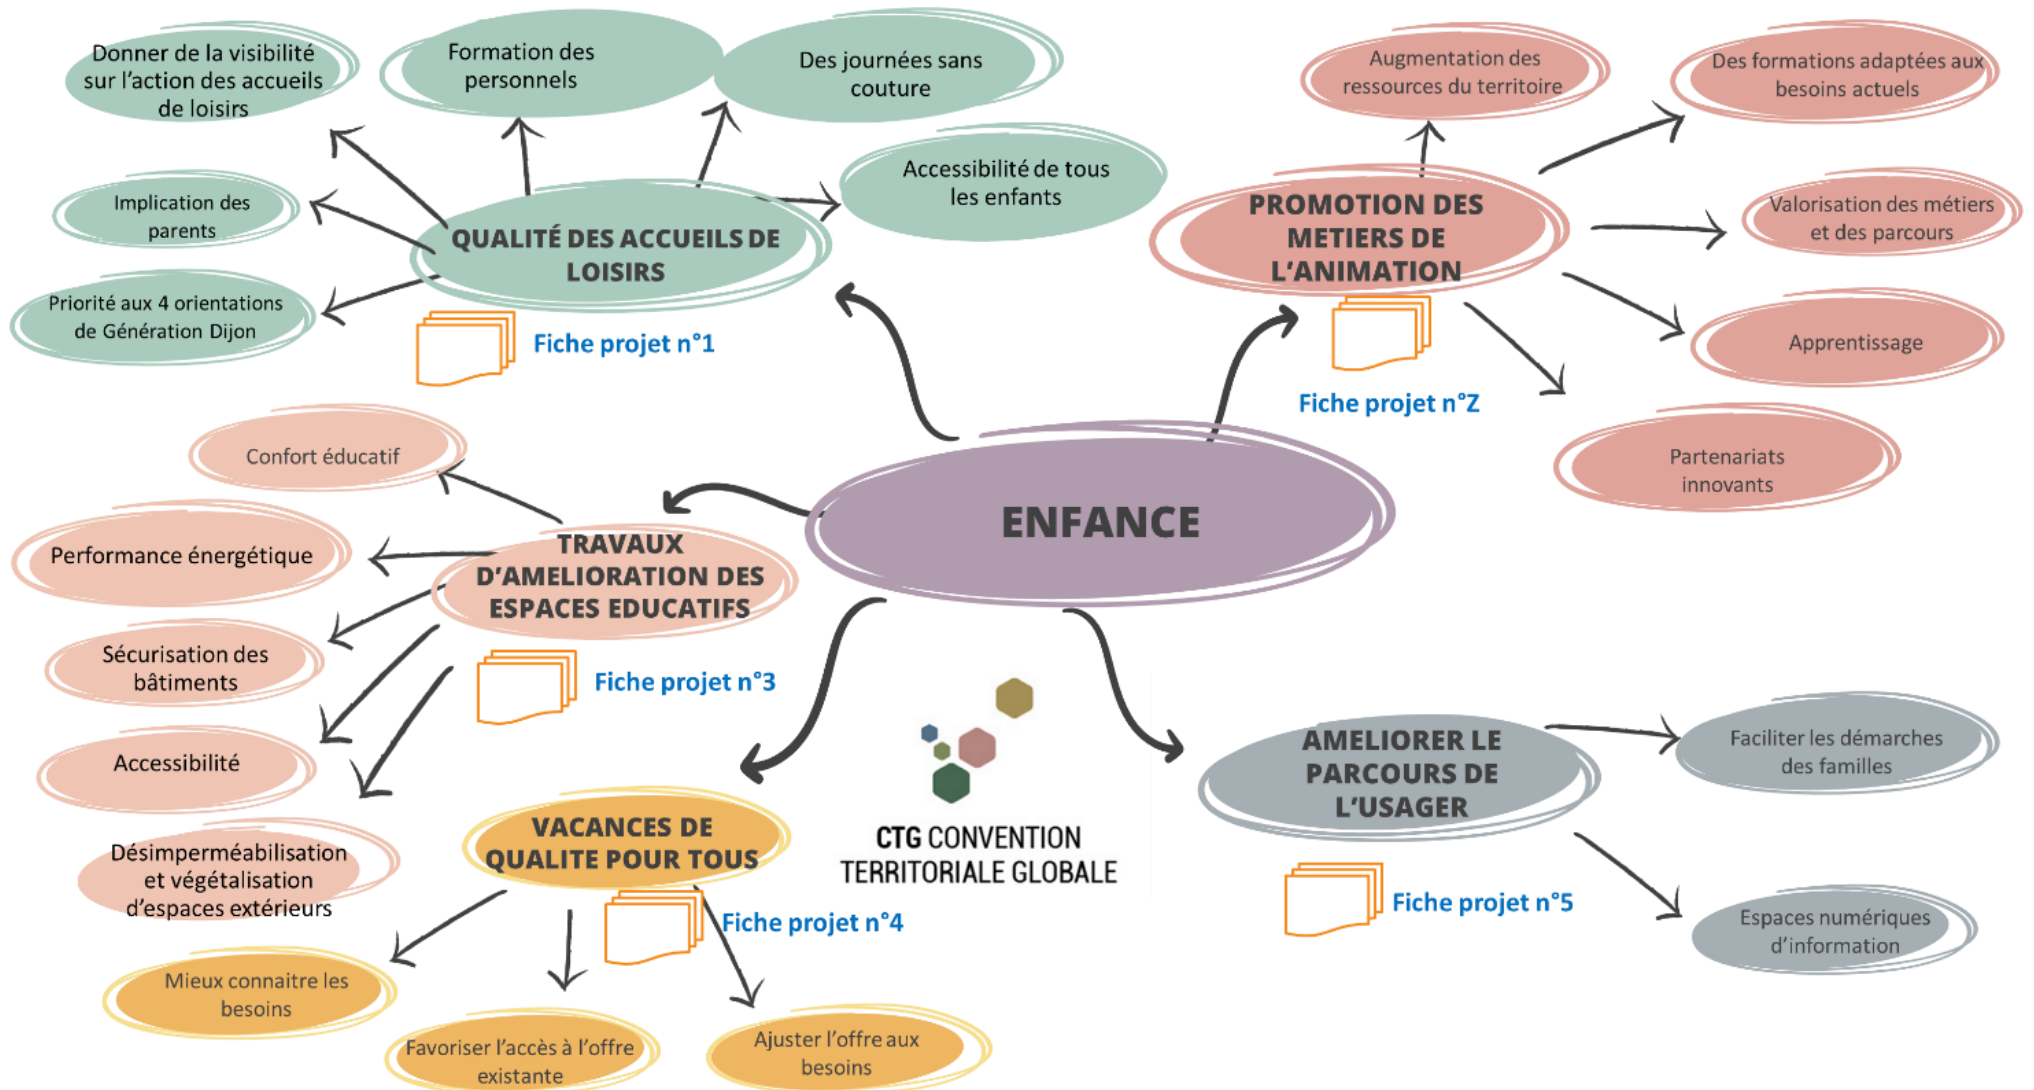 Donner de la visibilité
sur l'action des accueils
de loisirs
Formation des
personnels
Des journées sans
couture
Accessibilité de tous
les enfants
Implication des
parents
Priorité aux 4 orientations
de Génération Dijon
QUALITÉ DES ACCUEILS DE
LOISIRS
Fiche projet n°1
Augmentation des
ressources du territoire
Des formations adaptées aux
besoins actuels
Valorisation des métiers
et des parcours
Apprentissage
Partenariats
innovants
PROMOTION DES
METIERS DE
L'ANIMATION
Fiche projet n°Z
ENFANCE
Confort éducatif
Performance énergétique
Sécurisation des
bâtiments
Accessibilité
Désimperméabilisation
et végétalisation
d'espaces extérieurs
TRAVAUX
D'AMELIORATION DES
ESPACES EDUCATIFS
Fiche projet n°3
VACANCES DE
QUALITE POUR TOUS
Fiche projet n°4
Mieux connaitre les
besoins
Favoriser l'accès à l'offre
existante
Ajuster l'offre aux
besoins
CTG CONVENTION
TERRITORIALE GLOBALE
AMELIORER LE
PARCOURS DE
L'USAGER
Fiche projet n°5
Faciliter les démarches
des familles
Espaces numériques
d'information